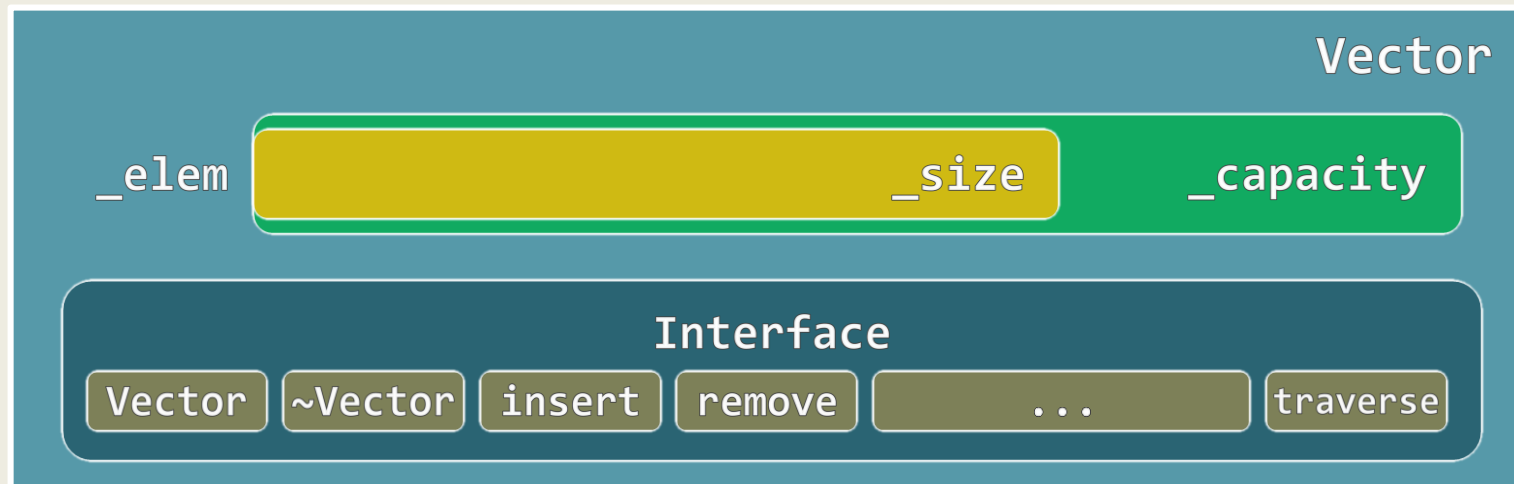 Vector
_elem _size _capacity
Interface
Vector ~Vector insert remove ... traverse